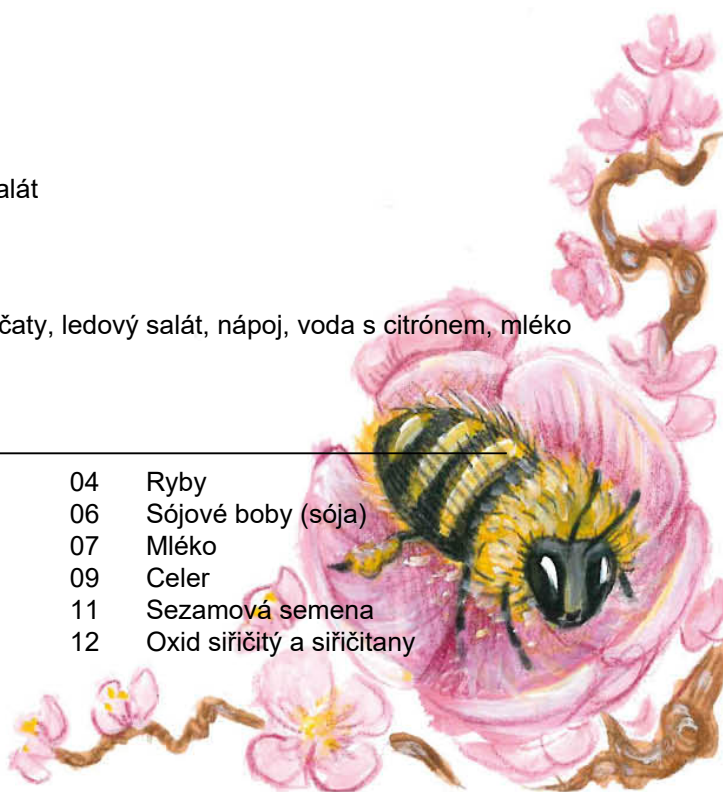 alát
čaty, ledový salát, nápoj, voda s citrónem, mléko
04 Ryby
06 Sójové boby (sója)
07 Mléko
09 Celer
11 Sezamová semena
12 Oxid siřičitý a siřičitany